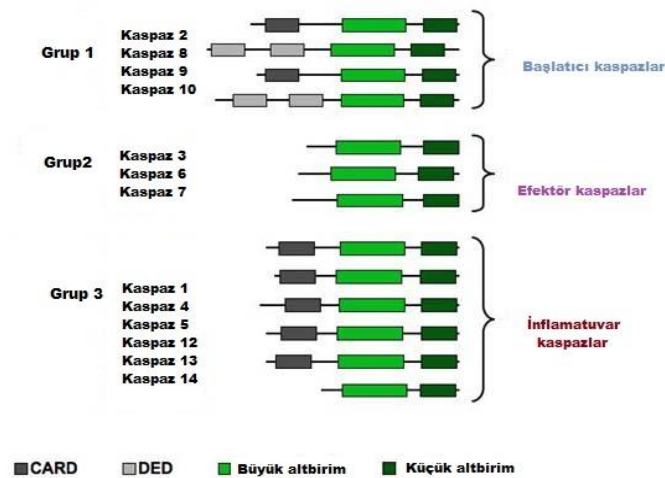 Grup 1
Kaspaz 2
Kaspaz 8
Kaspaz 9
Kaspaz 10
Başlatıcı kaspazlar
Grup2
Kaspaz 3
Kaspaz 6
Kaspaz 7
Efektör kaspazlar
Grup 3
Kaspaz 1
Kaspaz 4
Kaspaz 5
Kaspaz 12
Kaspaz 13
Kaspaz 14
İnflamatuvar
kaspazlar
CARD DED Büyük altbirim Küçük altbirim